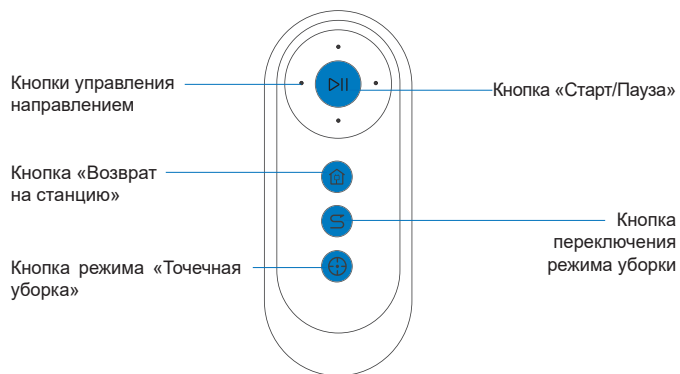 Кнопки управления
направлением
Кнопка «Старт/Пауза»
Кнопка «Возврат
на станцию»
Кнопка
переключения
режима уборки
Кнопка режима «Точечная
уборка»